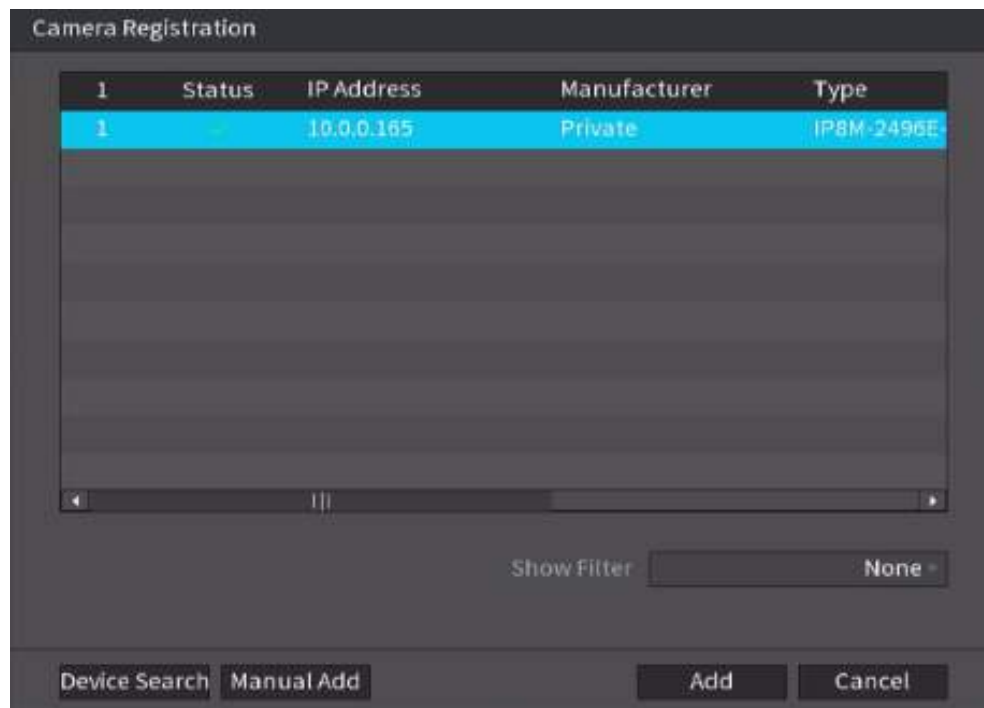 Camera Registration
1 Status IP Address Manufacturer Type
1 10.0.0.165 Private IP8M-2496E-
Show Filter None
Device Search Manual Add Add Cancel